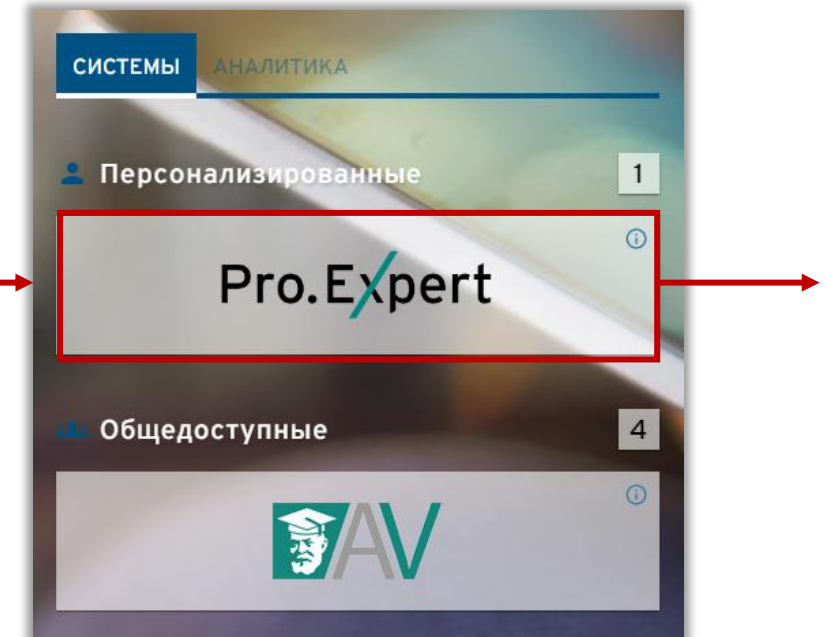 СИСТЕМЫ АНАЛИТИКА
Персонализированные 1
Pro.Expert
Общедоступные 4
AV